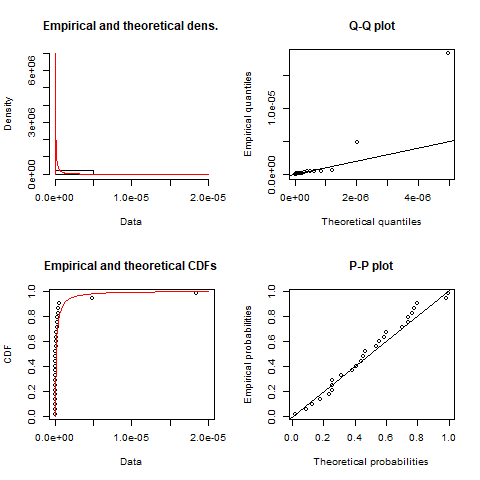 Empirical and theoretical dens.
Density
0e+00
3e+06
6e+06
0.0e+00
1.0e-05
2.0e-05
Data
Q-Q plot
Empirical quantiles
0.0e+00
1.0e-05
0e+00
2e-06
4e-06
Theoretical quantiles
Empirical and theoretical CDFs
CDF
0.0
0.2
0.4
0.6
0.8
1.0
0.0e+00
1.0e-05
2.0e-05
Data
P-P plot
Empirical probabilities
0.0
0.2
0.4
0.6
0.8
1.0
0.0
0.2
0.4
0.6
0.8
1.0
Theoretical probabilities